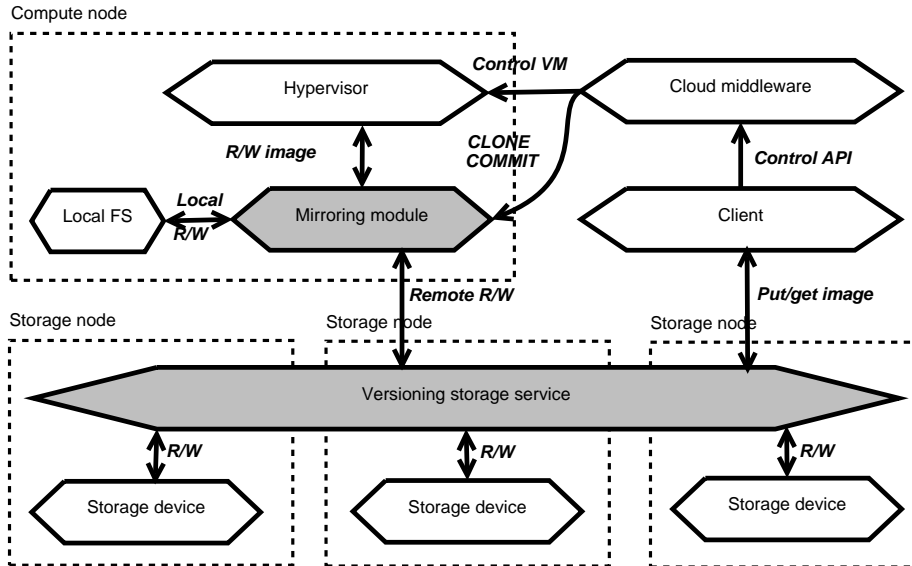 Compute node
Control VM
Hypervisor
Cloud middleware
R/W image
CLONE
COMMIT
Control API
Local FS
Local
R/W
Mirroring module
Client
Remote R/W
Put/get image
Storage node
Storage node
Storage node
Versioning storage service
R/W
R/W
R/W
Storage device
Storage device
Storage device